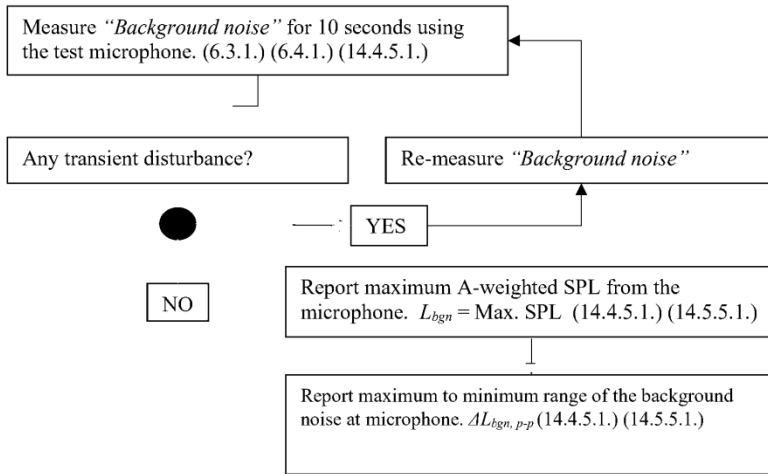 Measure “Background noise” for 10 seconds using
the test microphone. (6.3.1.) (6.4.1.) (14.4.5.1.)
Any transient disturbance?
Re-measure “Background noise”
YES
NO
Report maximum A-weighted SPL from the
microphone. Lbgn = Max. SPL (14.4.5.1.) (14.5.5.1.)
Report maximum to minimum range of the background
noise at microphone. ΔLbgn, p-p (14.4.5.1.) (14.5.5.1.)